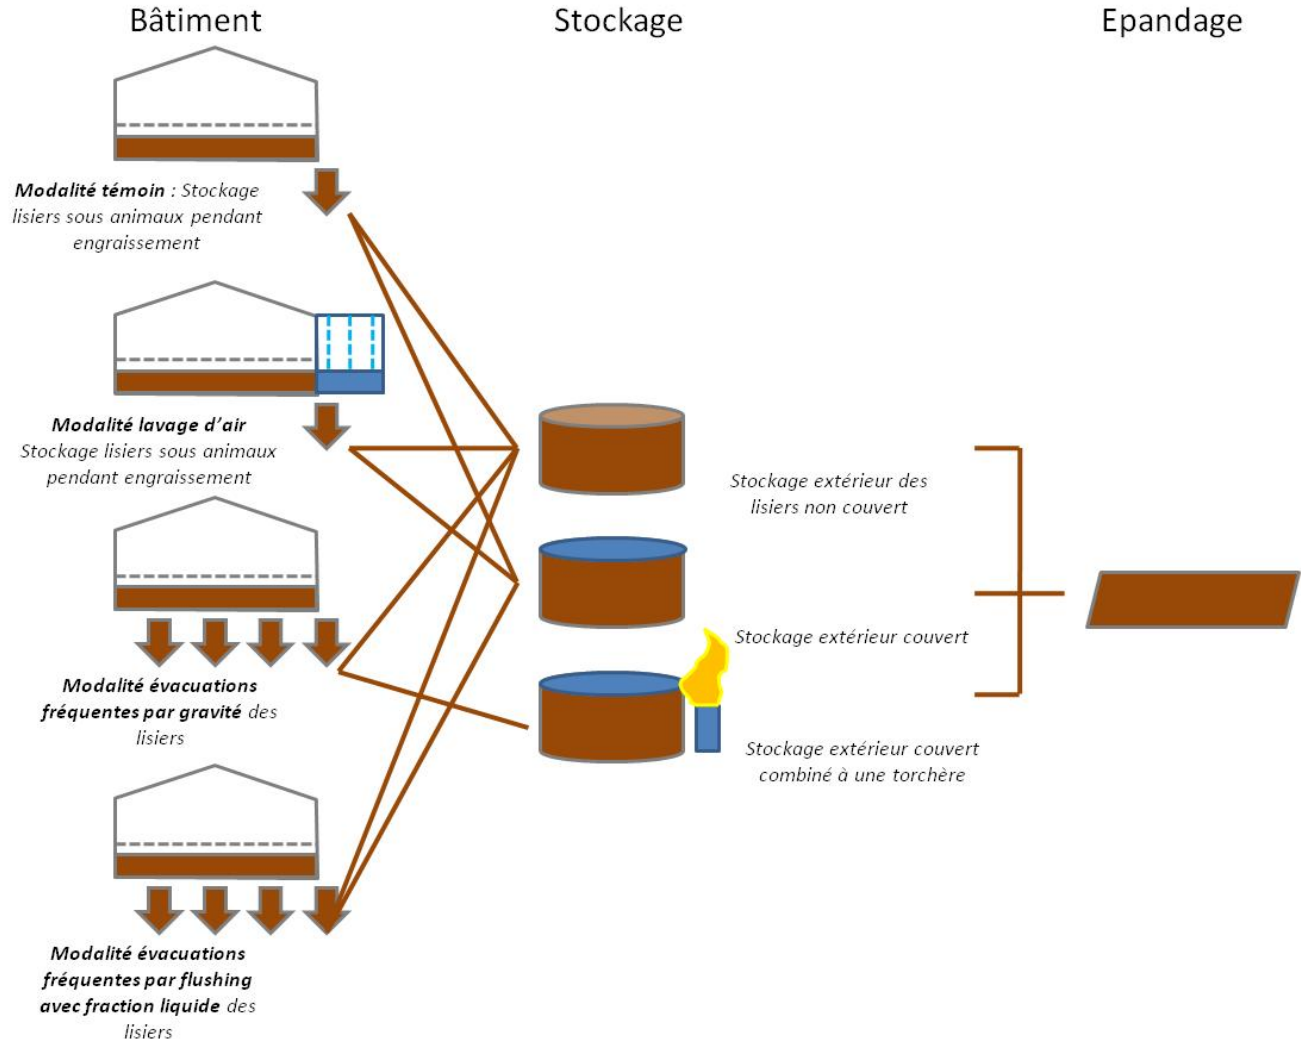 Bâtiment
Stockage
Epandage
Modalité témoin : Stockage
lisiers sous animaux pendant
engraissement
Modalité lavage d’air
Stockage lisiers sous animaux
pendant engraissement
Stockage extérieur des
lisiers non couvert
Stockage extérieur couvert
Modalité évacuations
fréquentes par gravité des
lisiers
Stockage extérieur couvert
combiné à une torchère
Modalité évacuations
fréquentes par flushing
avec fraction liquide des
lisiers